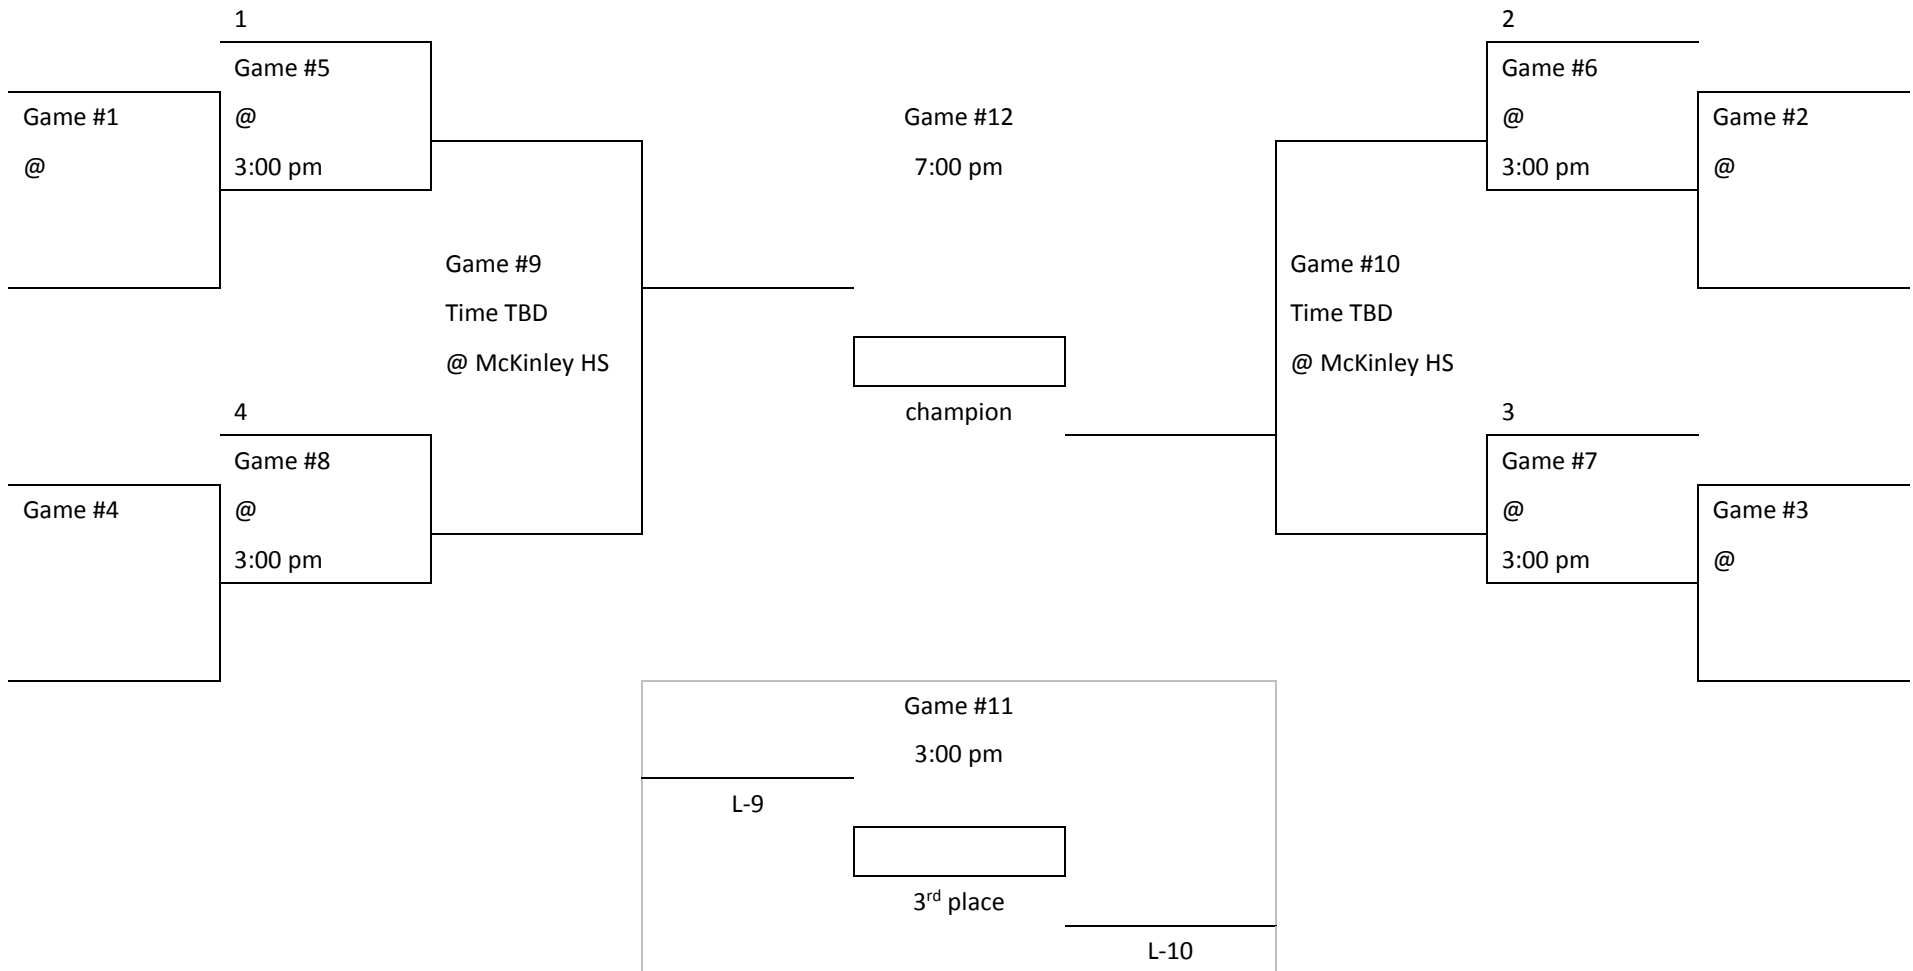 1
2
Game #5
Game #6
Game #1
@
Game #12
@
Game #2
@
3:00 pm
7:00 pm
3:00 pm
@
Game #9
Game #10
Time TBD
Time TBD
@ McKinley HS
@ McKinley HS
4
champion
3
Game #8
Game #7
Game #4
@
@
Game #3
3:00 pm
3:00 pm
@
Game #11
3:00 pm
L-9
3rd place
L-10